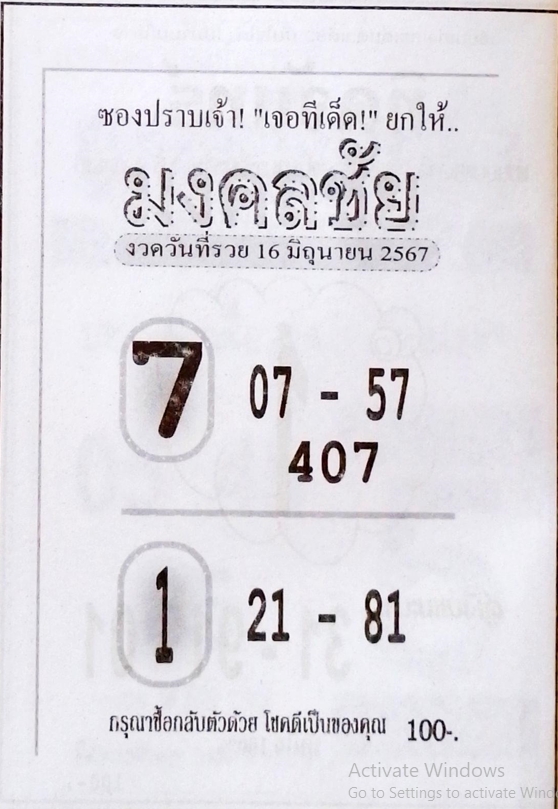 ซองปราบเจ้า! "เจอทีเด็ด!" ยกให้..
มงคลชัย
งวดวันที่รวย 16 มิถุนายน 2567
7 07 - 57
407
1 21 - 81
กรุณาซื้อกลับตัวด้วย โชคดีเป็นของคุณ 100-.
Activate Windows
Go to Settings to activate Wind